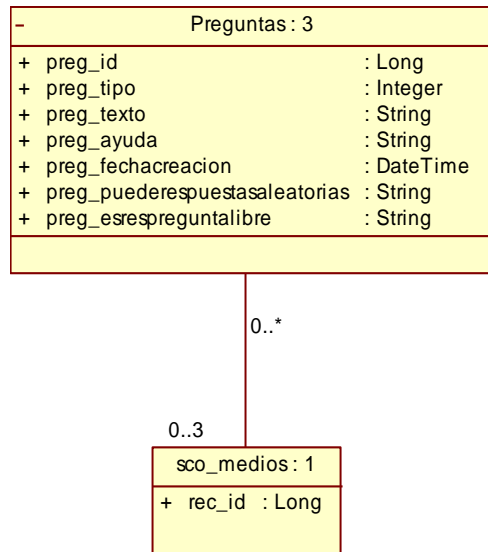 − Preguntas : 3
+ preg_id : Long
+ preg_tipo : Integer
+ preg_texto : String
+ preg_ayuda : String
+ preg_fechacreacion : DateTime
+ preg_puederespuestasaleatorias : String
+ preg_esrespreguntalibre : String
0..*
0..3
sco_medios : 1
+ rec_id : Long